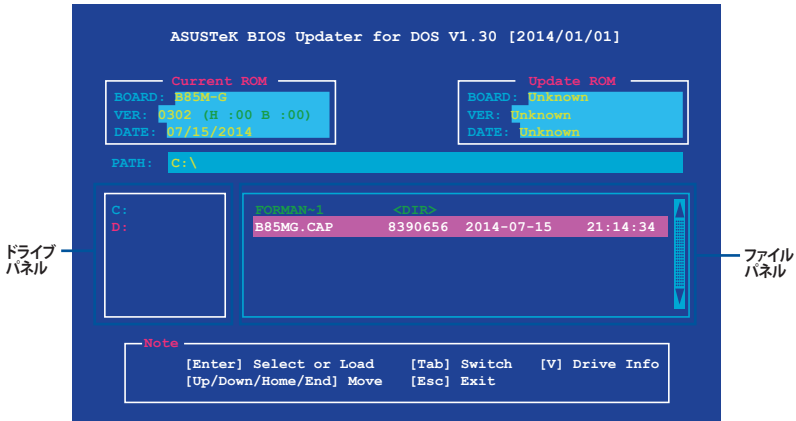 ASUSTeK BIOS Updater for DOS V1.30 [2014/01/01]
Current ROM
BOARD: B85M-G
VER: 0302 (H :00 B :00)
DATE: 07/15/2014
Update ROM
BOARD: Unknown
VER: Unknown
DATE: Unknown
PATH: C:\
C:
D:
FORMAN~1 <DIR>
B85MG.CAP 8390656 2014-07-15 21:14:34
ドライブ
パネル
ファイル
パネル
Note
[Enter] Select or Load [Tab] Switch [V] Drive Info
[Up/Down/Home/End] Move [Esc] Exit